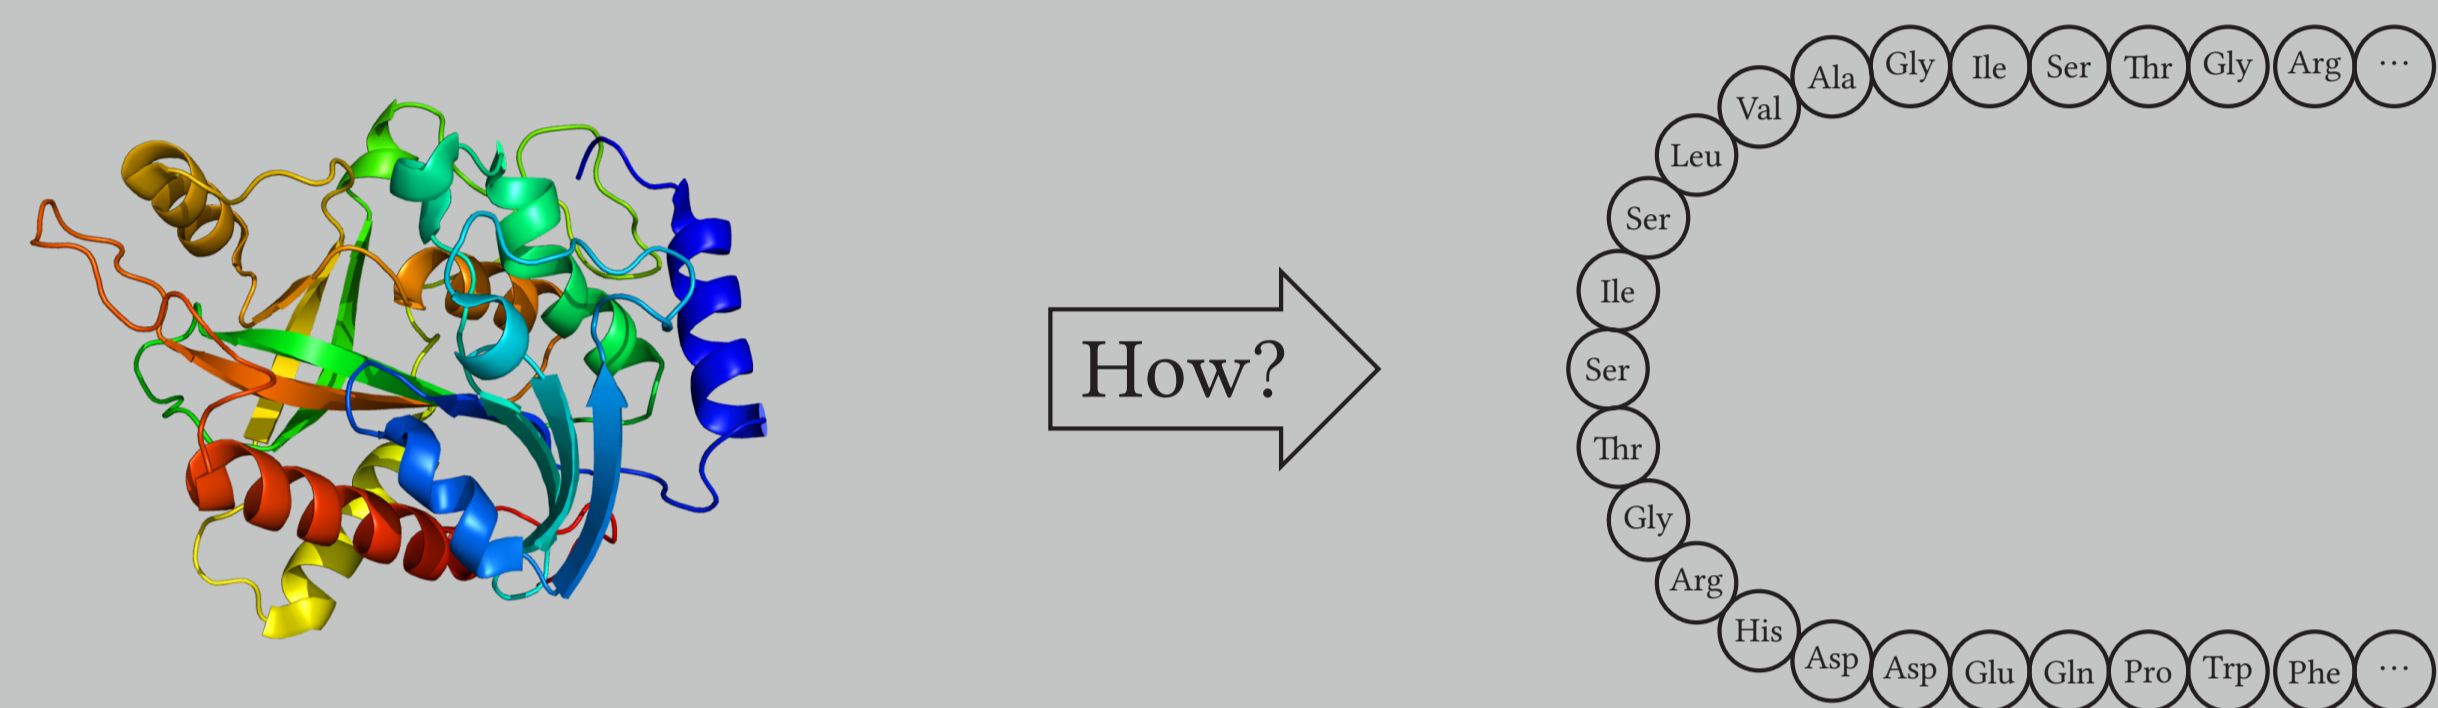 How?
… Arg Gly Thr Ser Ile Gly Ala Val Leu Ser Ile Ser Thr Gly Arg His Asp Asp Glu Gln Pro Trp Phe …